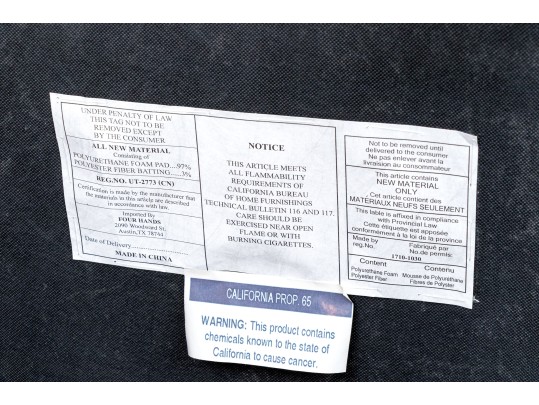 UNDER PENALTY OF LAW
THIS TAG NOT TO BE
REMOVED EXCEPT
BY THE CONSUMER
ALL NEW MATERIAL
Consisting of
POLYURETHANE FOAM PAD....97%
POLYESTER FIBER BATTING.....3%
REG.NO. UT-2773 (CN)
Certification is made by the manufacturer that
the materials in this article are described
in accordance with law.
Imported By
FOUR HANDS
2090 Woodward St,
Austin,TX 78744
Date of Delivery
MADE IN CHINA
NOTICE
THIS ARTICLE MEETS
ALL FLAMMABILITY
REQUIREMENTS OF
CALIFORNIA BUREAU
OF HOME FURNISHINGS
TECHNICAL BULLETIN 116 AND 117.
CARE SHOULD BE
EXERCISED NEAR OPEN
FLAME OR WITH
BURNING CIGARETTES.
Not to be removed until
delivered to the consumer
Ne pas enlever avant la
livraison au consommateur
This article contains
NEW MATERIAL
ONLY
Cet article contient des
MATERIAUX NEUFS SEULEMENT
This lable is affixed in compliance
with Provincial Law
Cette étiquette est apposée
conformément à la loi de la province
Made by Fabriqué par
reg.No. No.de permis:
1710-1030
Content Contenu
Polyurethane Foam Mousse de Polyuréthane
Polyester Fiber Fibres de Polyester
CALIFORNIA PROP. 65
WARNING: This product contains
chemicals known to the state of
California to cause cancer.